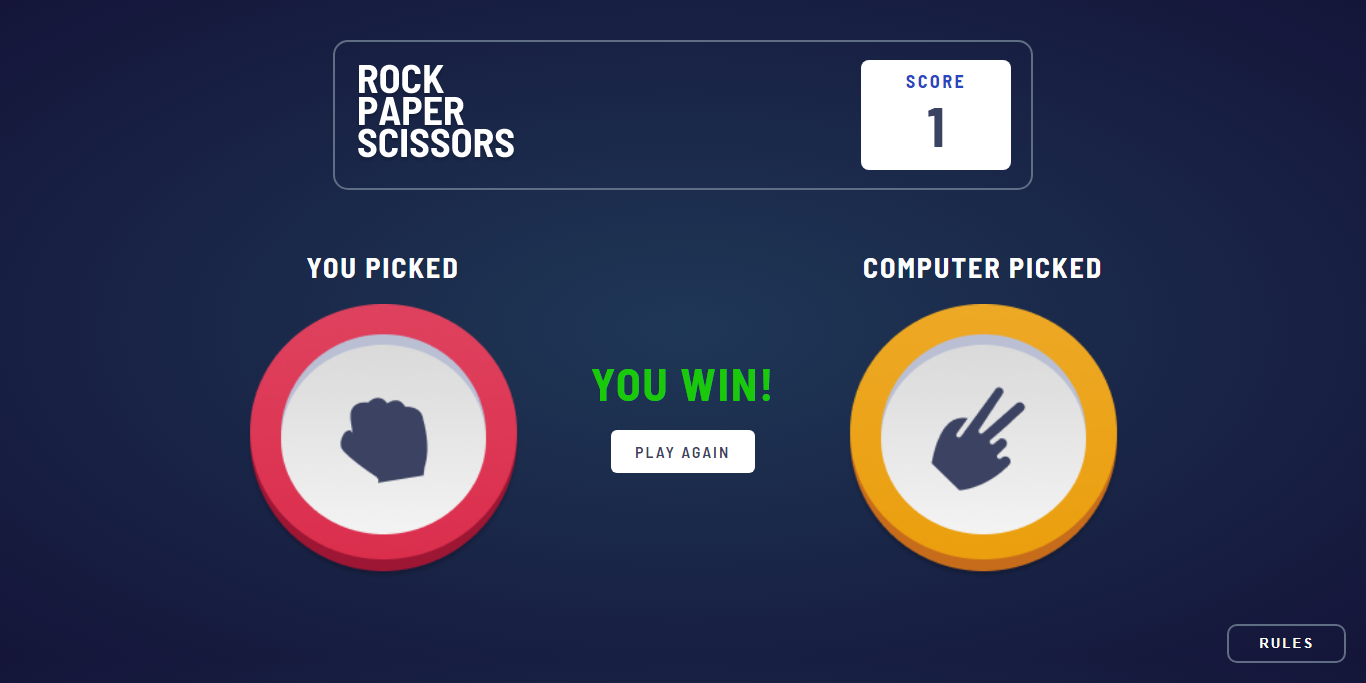 ROCK
PAPER
SCISSORS
SCORE
1
YOU PICKED
COMPUTER PICKED
YOU WIN!
PLAY AGAIN
RULES